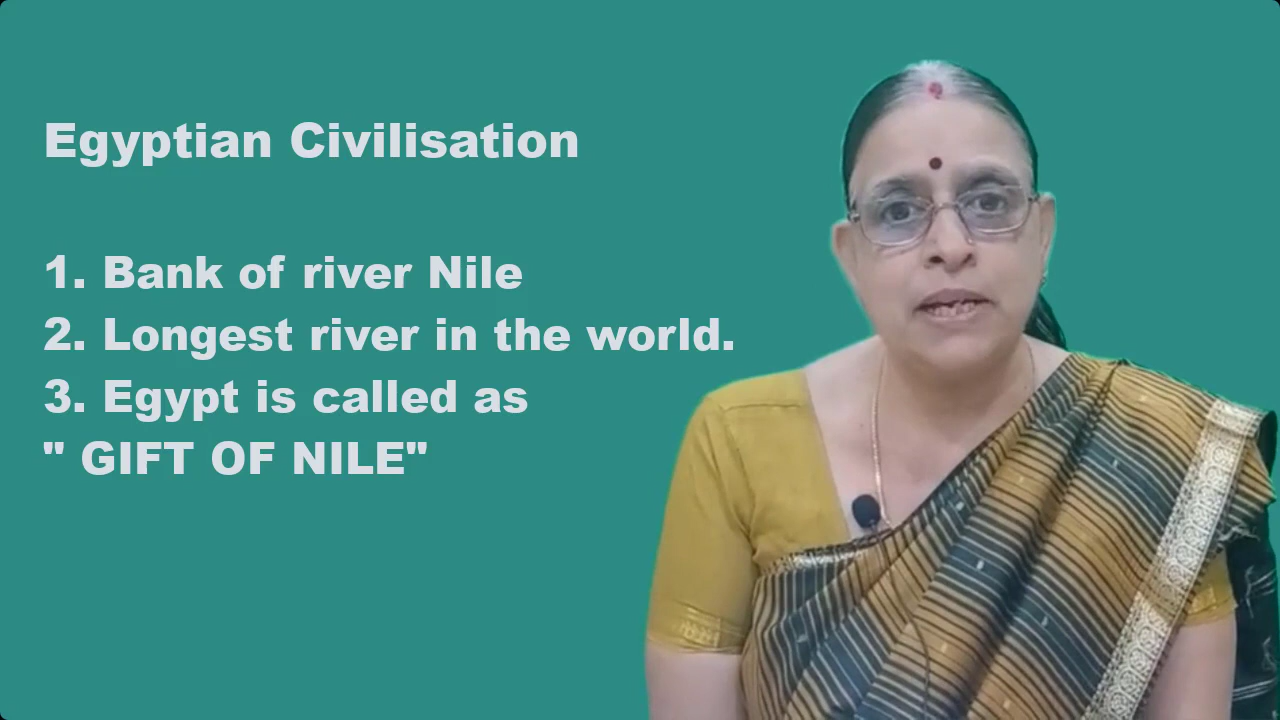 Egyptian Civilisation
1. Bank of river Nile
2. Longest river in the world.
3. Egypt is called as
" GIFT OF NILE"